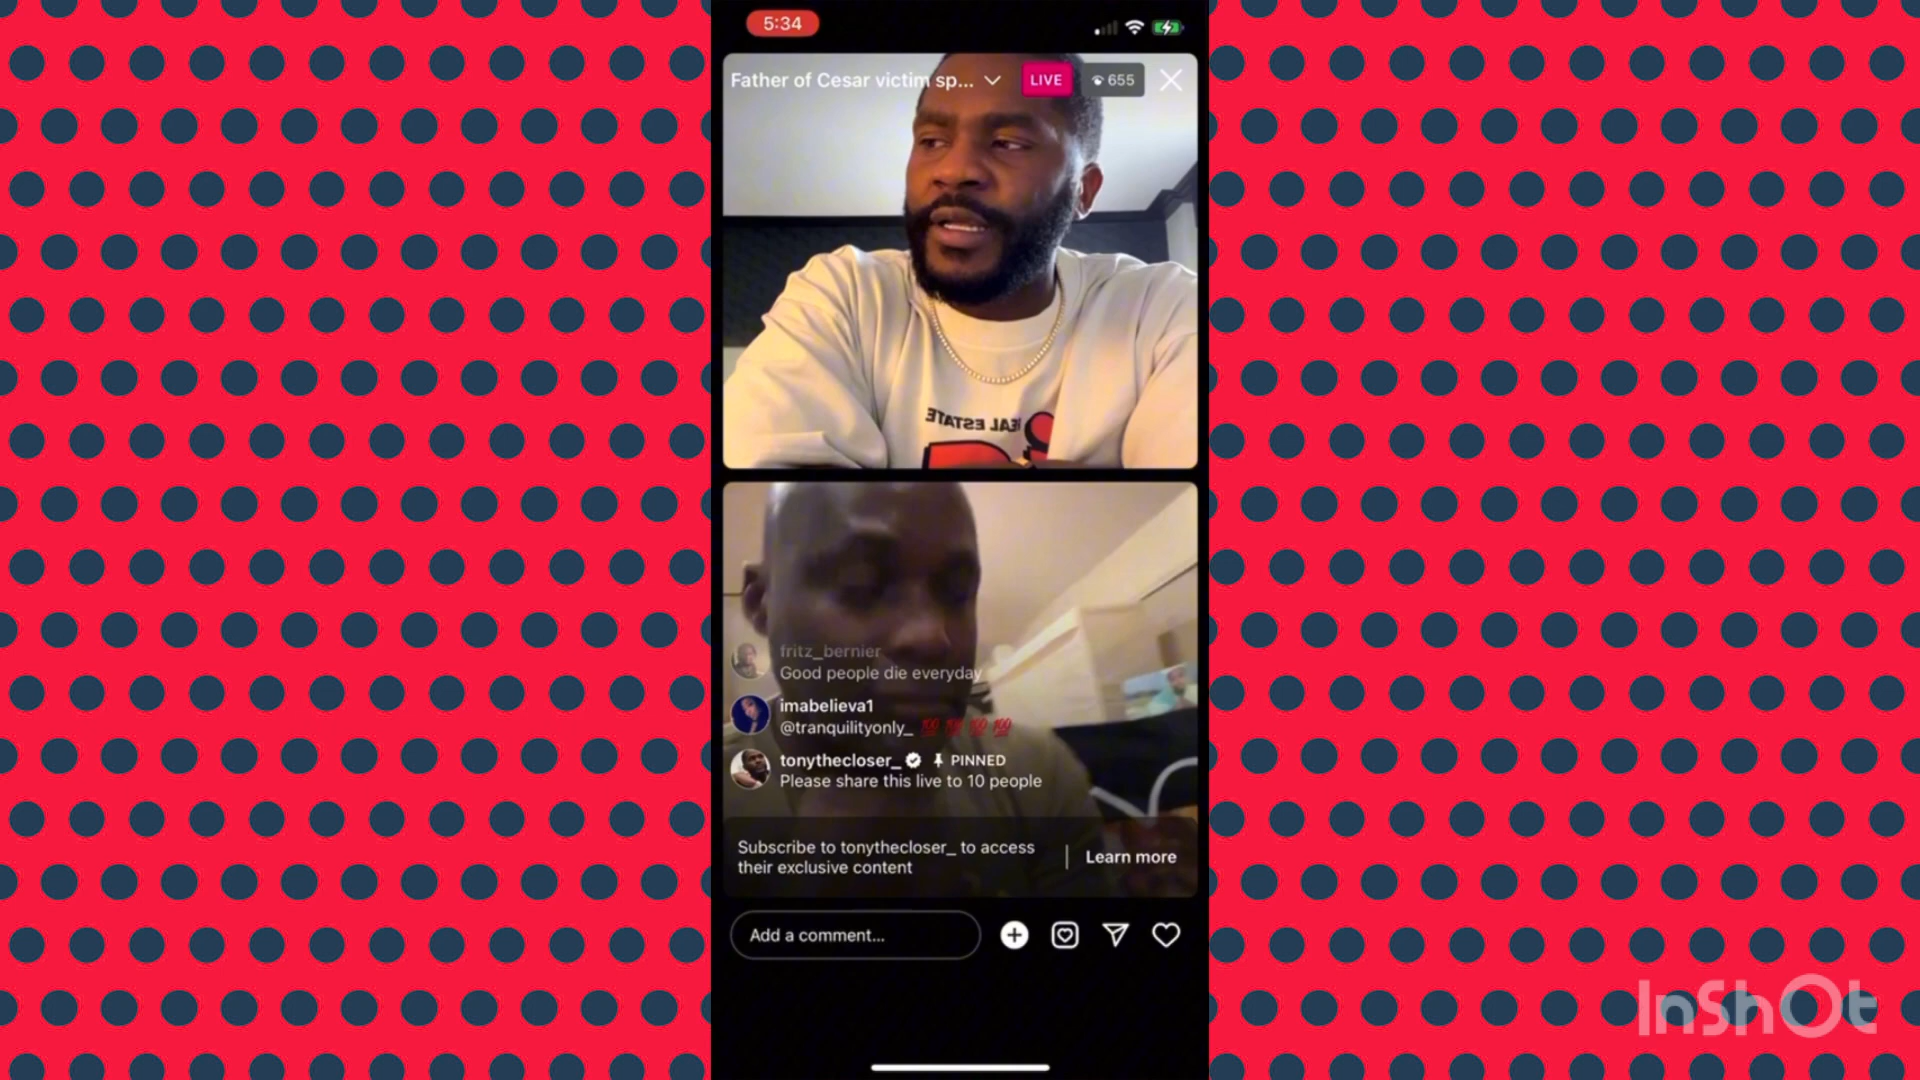 5:34
Father of Cesar victim sp...
LIVE
655
REAL ESTATE
fritz_bernier
Good people die everyday
imabelieva1
@tranquilityonly_ 💯 💯 💯 💯
tonythecloser_ PINNED
Please share this live to 10 people
Subscribe to tonythecloser_ to access
their exclusive content
Learn more
Add a comment...
InShOt